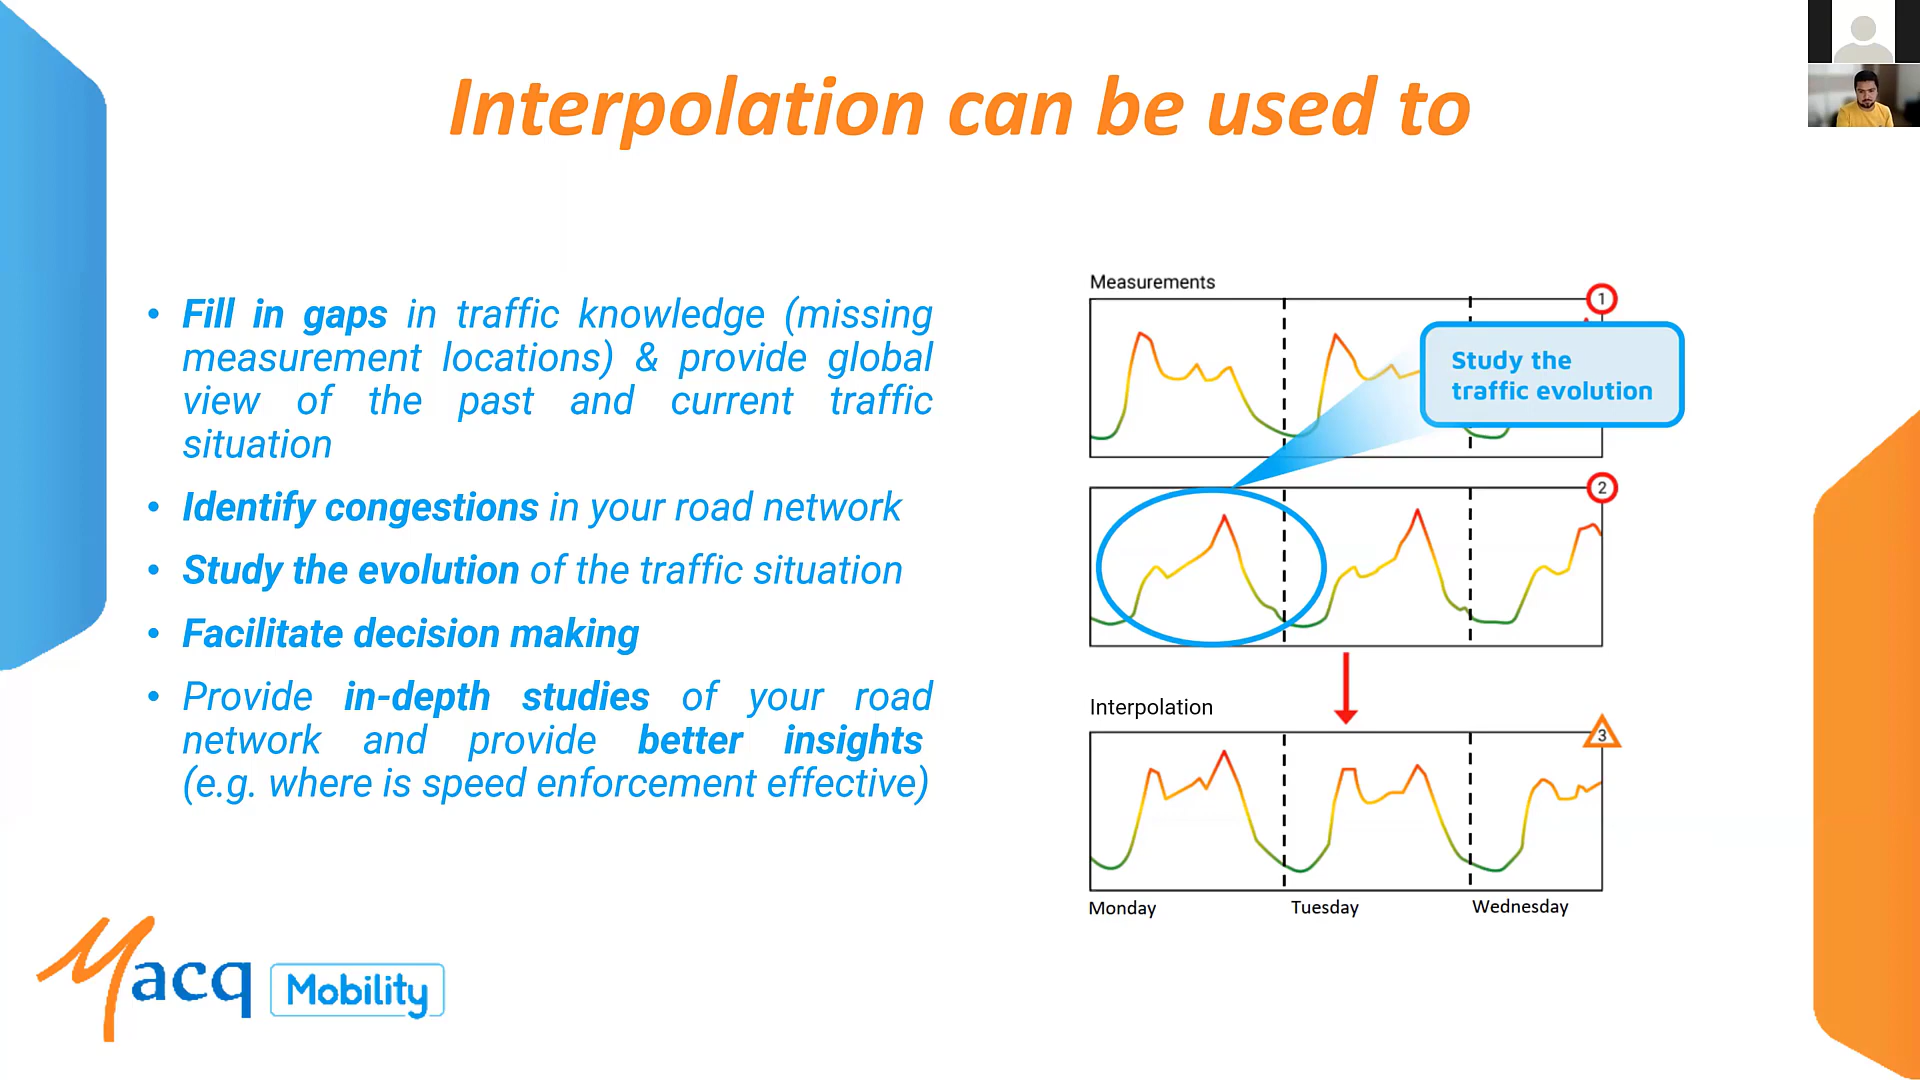 Interpolation can be used to
• Fill in gaps in traffic knowledge (missing
measurement locations) & provide global
view of the past and current traffic
situation
• Identify congestions in your road network
• Study the evolution of the traffic situation
• Facilitate decision making
• Provide in-depth studies of your road
network and provide better insights
(e.g. where is speed enforcement effective)
Measurements
1
Study the
traffic evolution
2
Interpolation
3
Monday Tuesday Wednesday
Macq Mobility